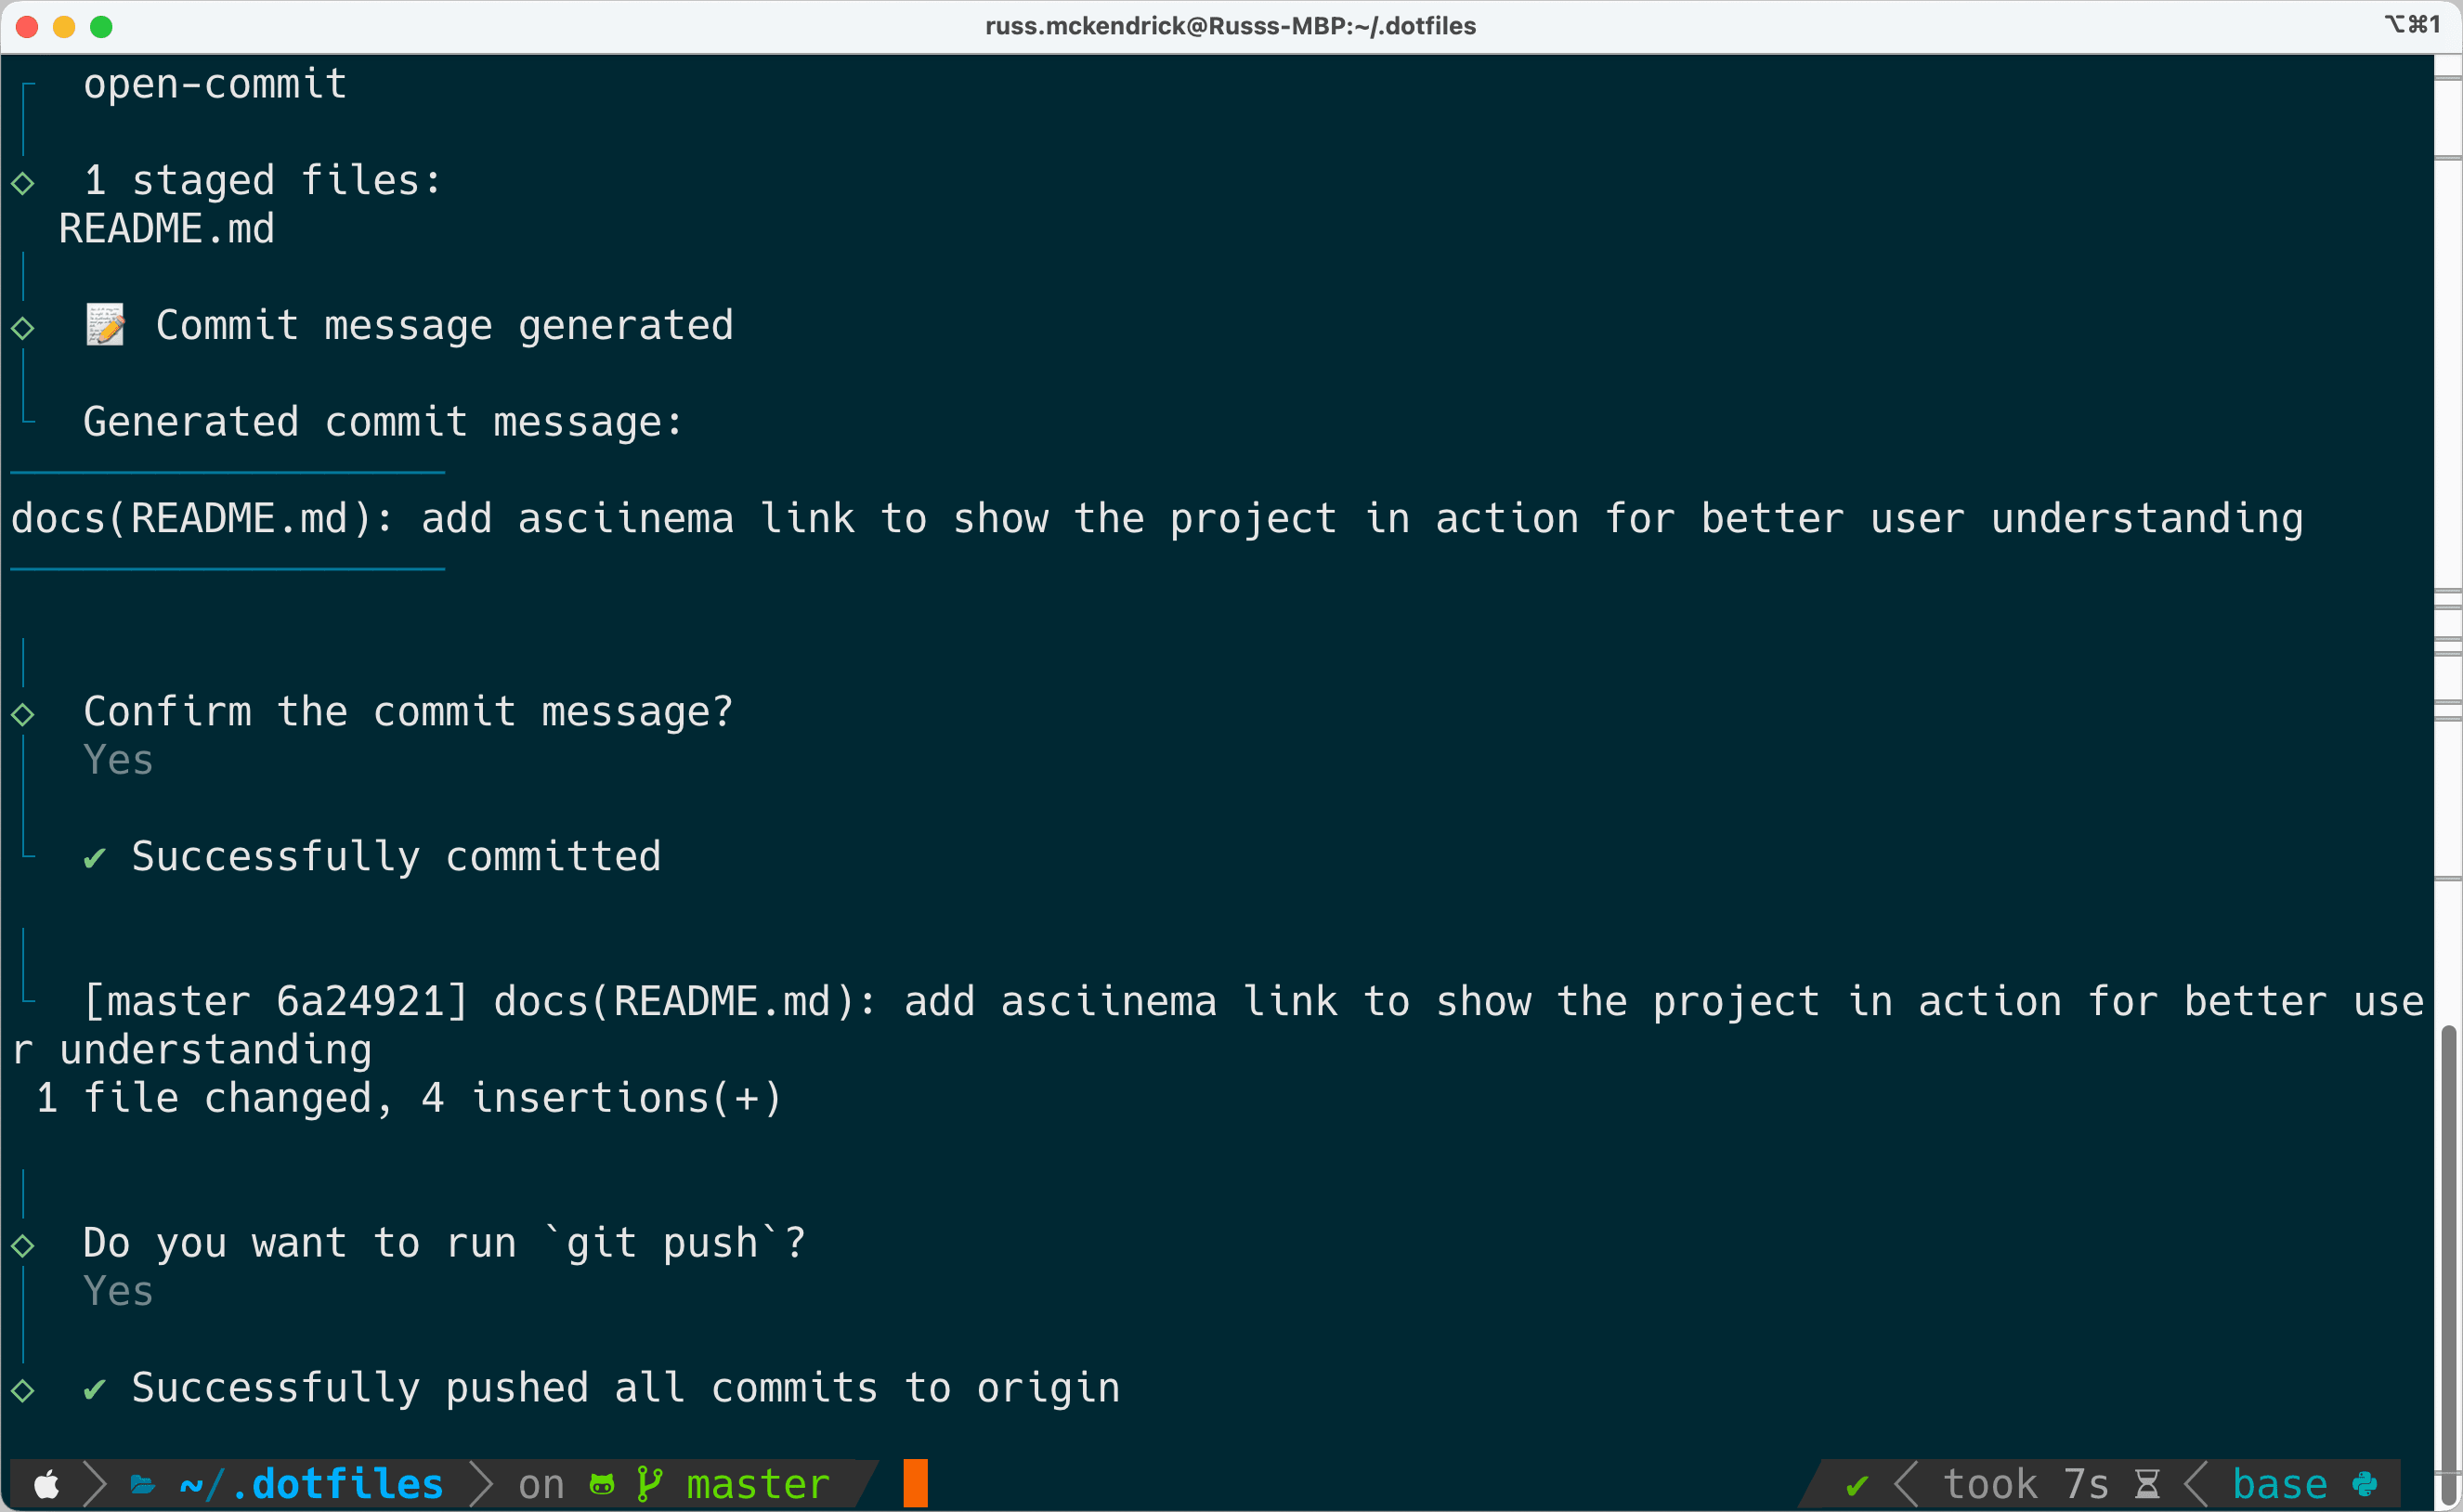 russ.mckendrick@Russs-MBP:~/.dotfiles
⌥⌘1
open-commit
1 staged files:
README.md
Commit message generated
Generated commit message:
docs(README.md): add asciinema link to show the project in action for better user understanding
Confirm the commit message?
Yes
✔ Successfully committed
[master 6a24921] docs(README.md): add asciinema link to show the project in action for better use
r understanding
1 file changed, 4 insertions(+)
Do you want to run `git push`?
Yes
✔ Successfully pushed all commits to origin
~/.dotfiles on master ✔ took 7s base